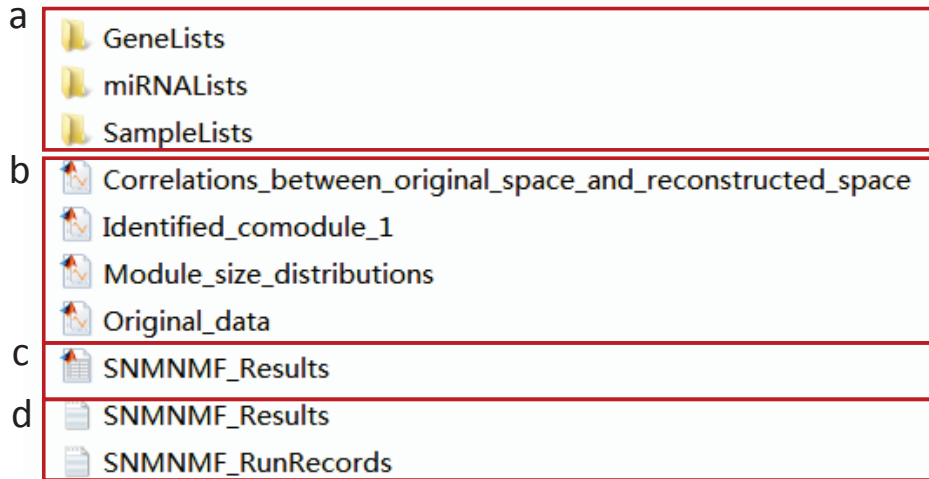 a
GeneLists
miRNALists
SampleLists
b
Correlations_between_original_space_and_reconstructed_space
Identified_comodule_1
Module_size_distributions
Original_data
c
SNMNMF_Results
d
SNMNMF_Results
SNMNMF_RunRecords